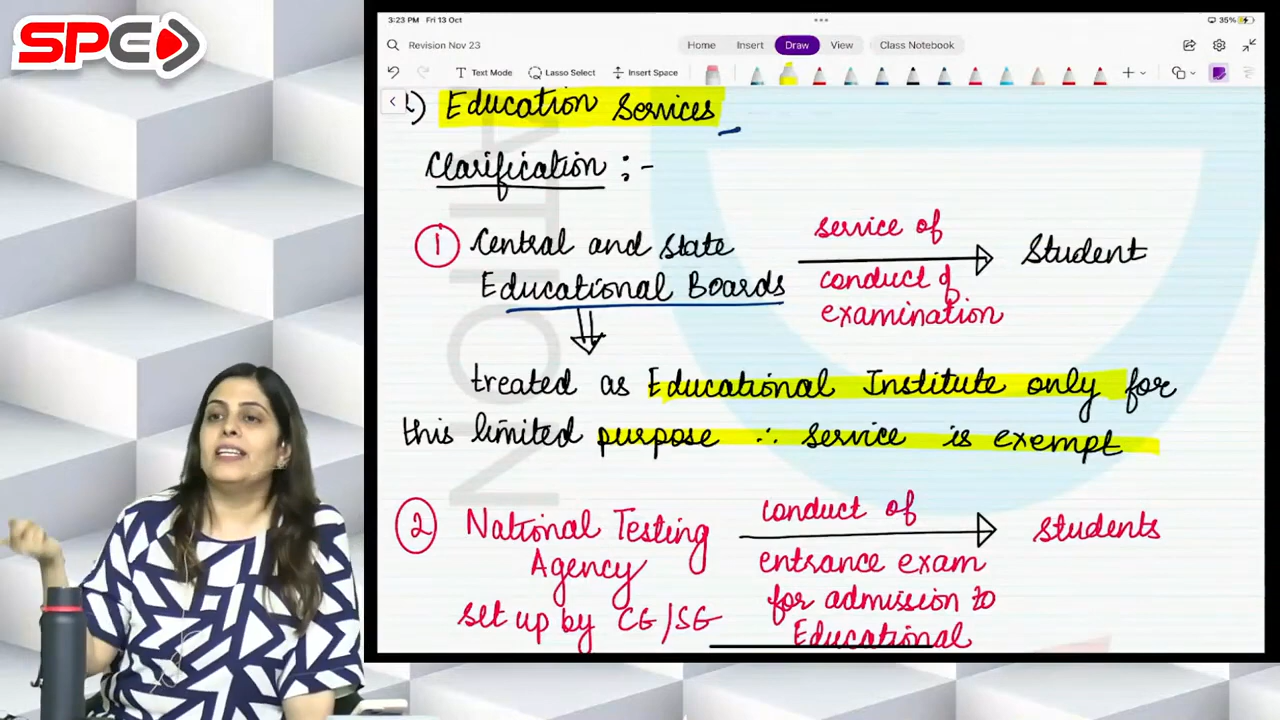 SPC
3:23 PM Fri 13 Oct
35%
Revision Nov 23
Home Insert Draw View Class Notebook
Text Mode Lasso Select Insert Space
1) Education Services
Clarification :-
① Central and State
Educational Boards
service of
conduct of
examination
Student
treated as Educational Institute only for
this limited purpose ∴ service is exempt
② National Testing
Agency
set up by CG/SG
conduct of
entrance exam
for admission to
Educational
Students